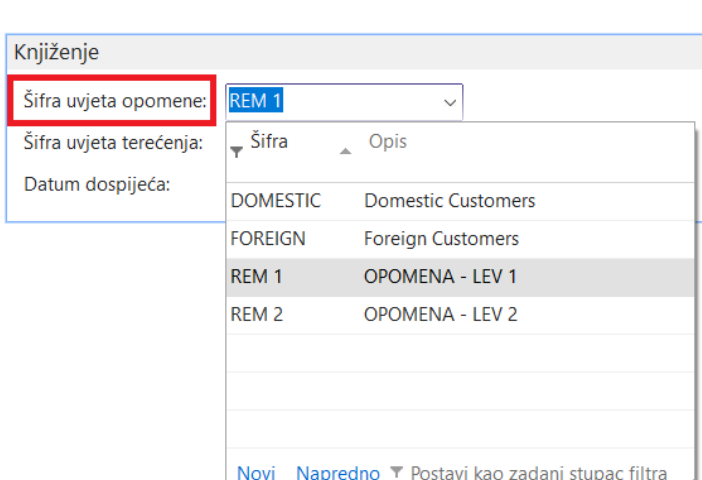 Knjiženje
Šifra uvjeta opomene: REM 1
Šifra uvjeta terećenja:
Datum dospijeća:
Šifra Opis
DOMESTIC Domestic Customers
FOREIGN Foreign Customers
REM 1 OPOMENA - LEV 1
REM 2 OPOMENA - LEV 2
Novi Napredno Postavi kao zadani stupac filtra